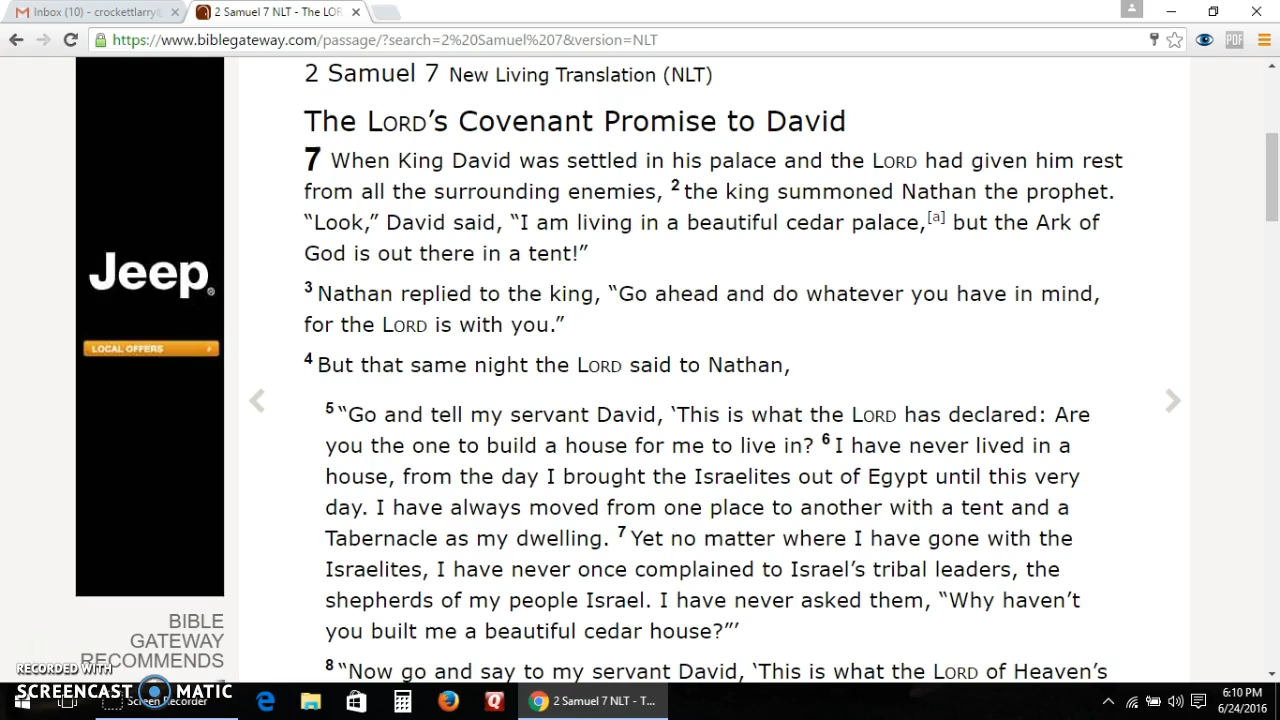 Inbox (10) - crockettlarry@
2 Samuel 7 NLT - The LOR
https://www.biblegateway.com/passage/?search=2%20Samuel%207&version=NLT
PDF
2 Samuel 7 New Living Translation (NLT)
The LORD’s Covenant Promise to David
7 When King David was settled in his palace and the LORD had given him rest
from all the surrounding enemies, 2 the king summoned Nathan the prophet.
“Look,” David said, “I am living in a beautiful cedar palace,[a] but the Ark of
God is out there in a tent!”
3 Nathan replied to the king, “Go ahead and do whatever you have in mind,
for the LORD is with you.”
4 But that same night the LORD said to Nathan,
5 “Go and tell my servant David, ‘This is what the LORD has declared: Are
you the one to build a house for me to live in? 6 I have never lived in a
house, from the day I brought the Israelites out of Egypt until this very
day. I have always moved from one place to another with a tent and a
Tabernacle as my dwelling. 7 Yet no matter where I have gone with the
Israelites, I have never once complained to Israel’s tribal leaders, the
shepherds of my people Israel. I have never asked them, “Why haven’t
you built me a beautiful cedar house?”’
8 “Now go and say to my servant David, ‘This is what the LORD of Heaven’s
Jeep®
LOCAL OFFERS
BIBLE
GATEWAY
RECOMMENDS
RECORDED WITH
SCREENCAST MATIC
Screen Recorder
2 Samuel 7 NLT - T...
6:10 PM
6/24/2016